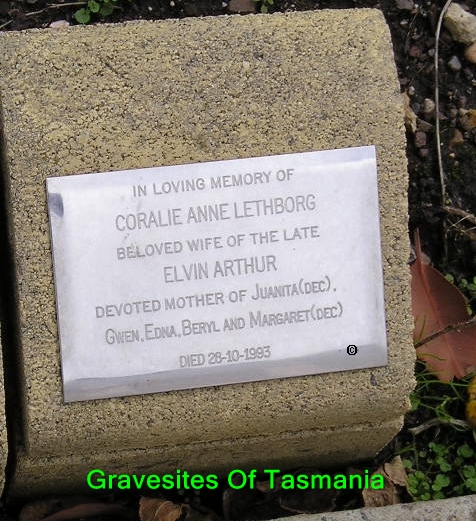 IN LOVING MEMORY OF
CORALIE ANNE LETHBORG
BELOVED WIFE OF THE LATE
ELVIN ARTHUR
DEVOTED MOTHER OF JUANITA(DEC).
GWEN, EDNA, BERYL AND MARGARET(DEC)
DIED 28-10-1993
©
Gravesites Of Tasmania